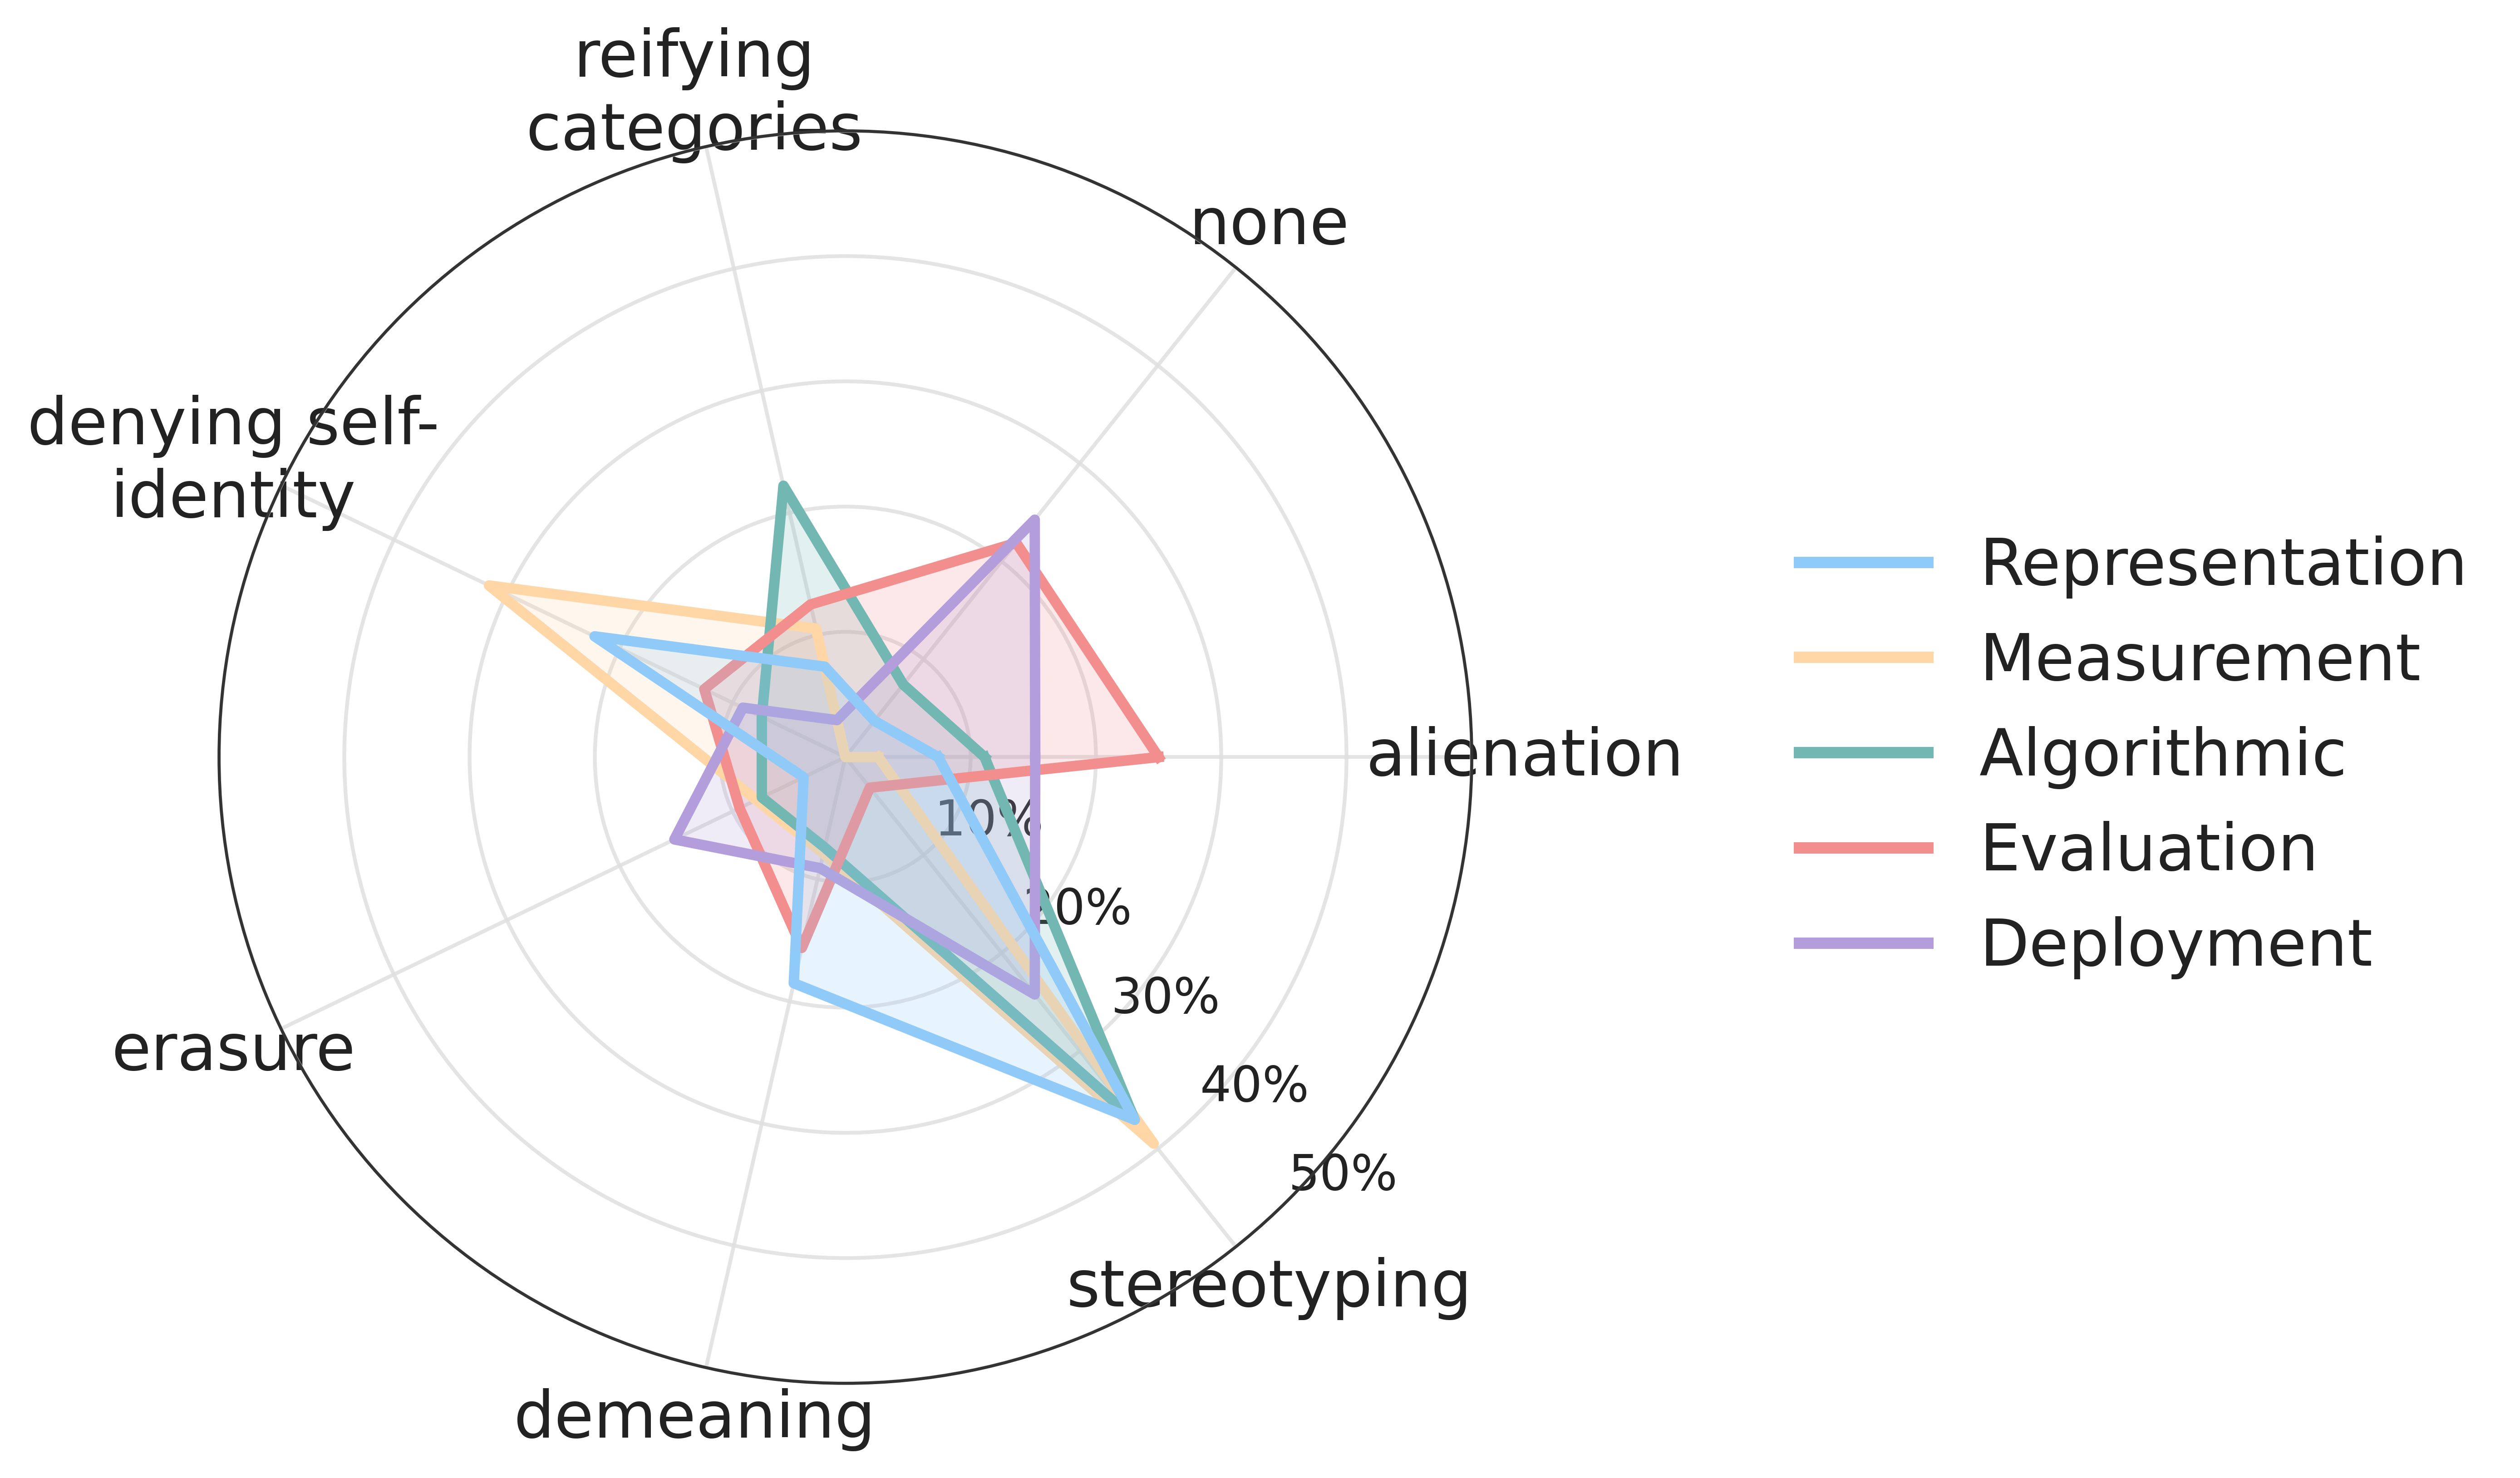 reifying
categories
none
denying self-
identity
alienation
10%
20%
30%
40%
50%
erasure
stereotyping
demeaning
Representation
Measurement
Algorithmic
Evaluation
Deployment